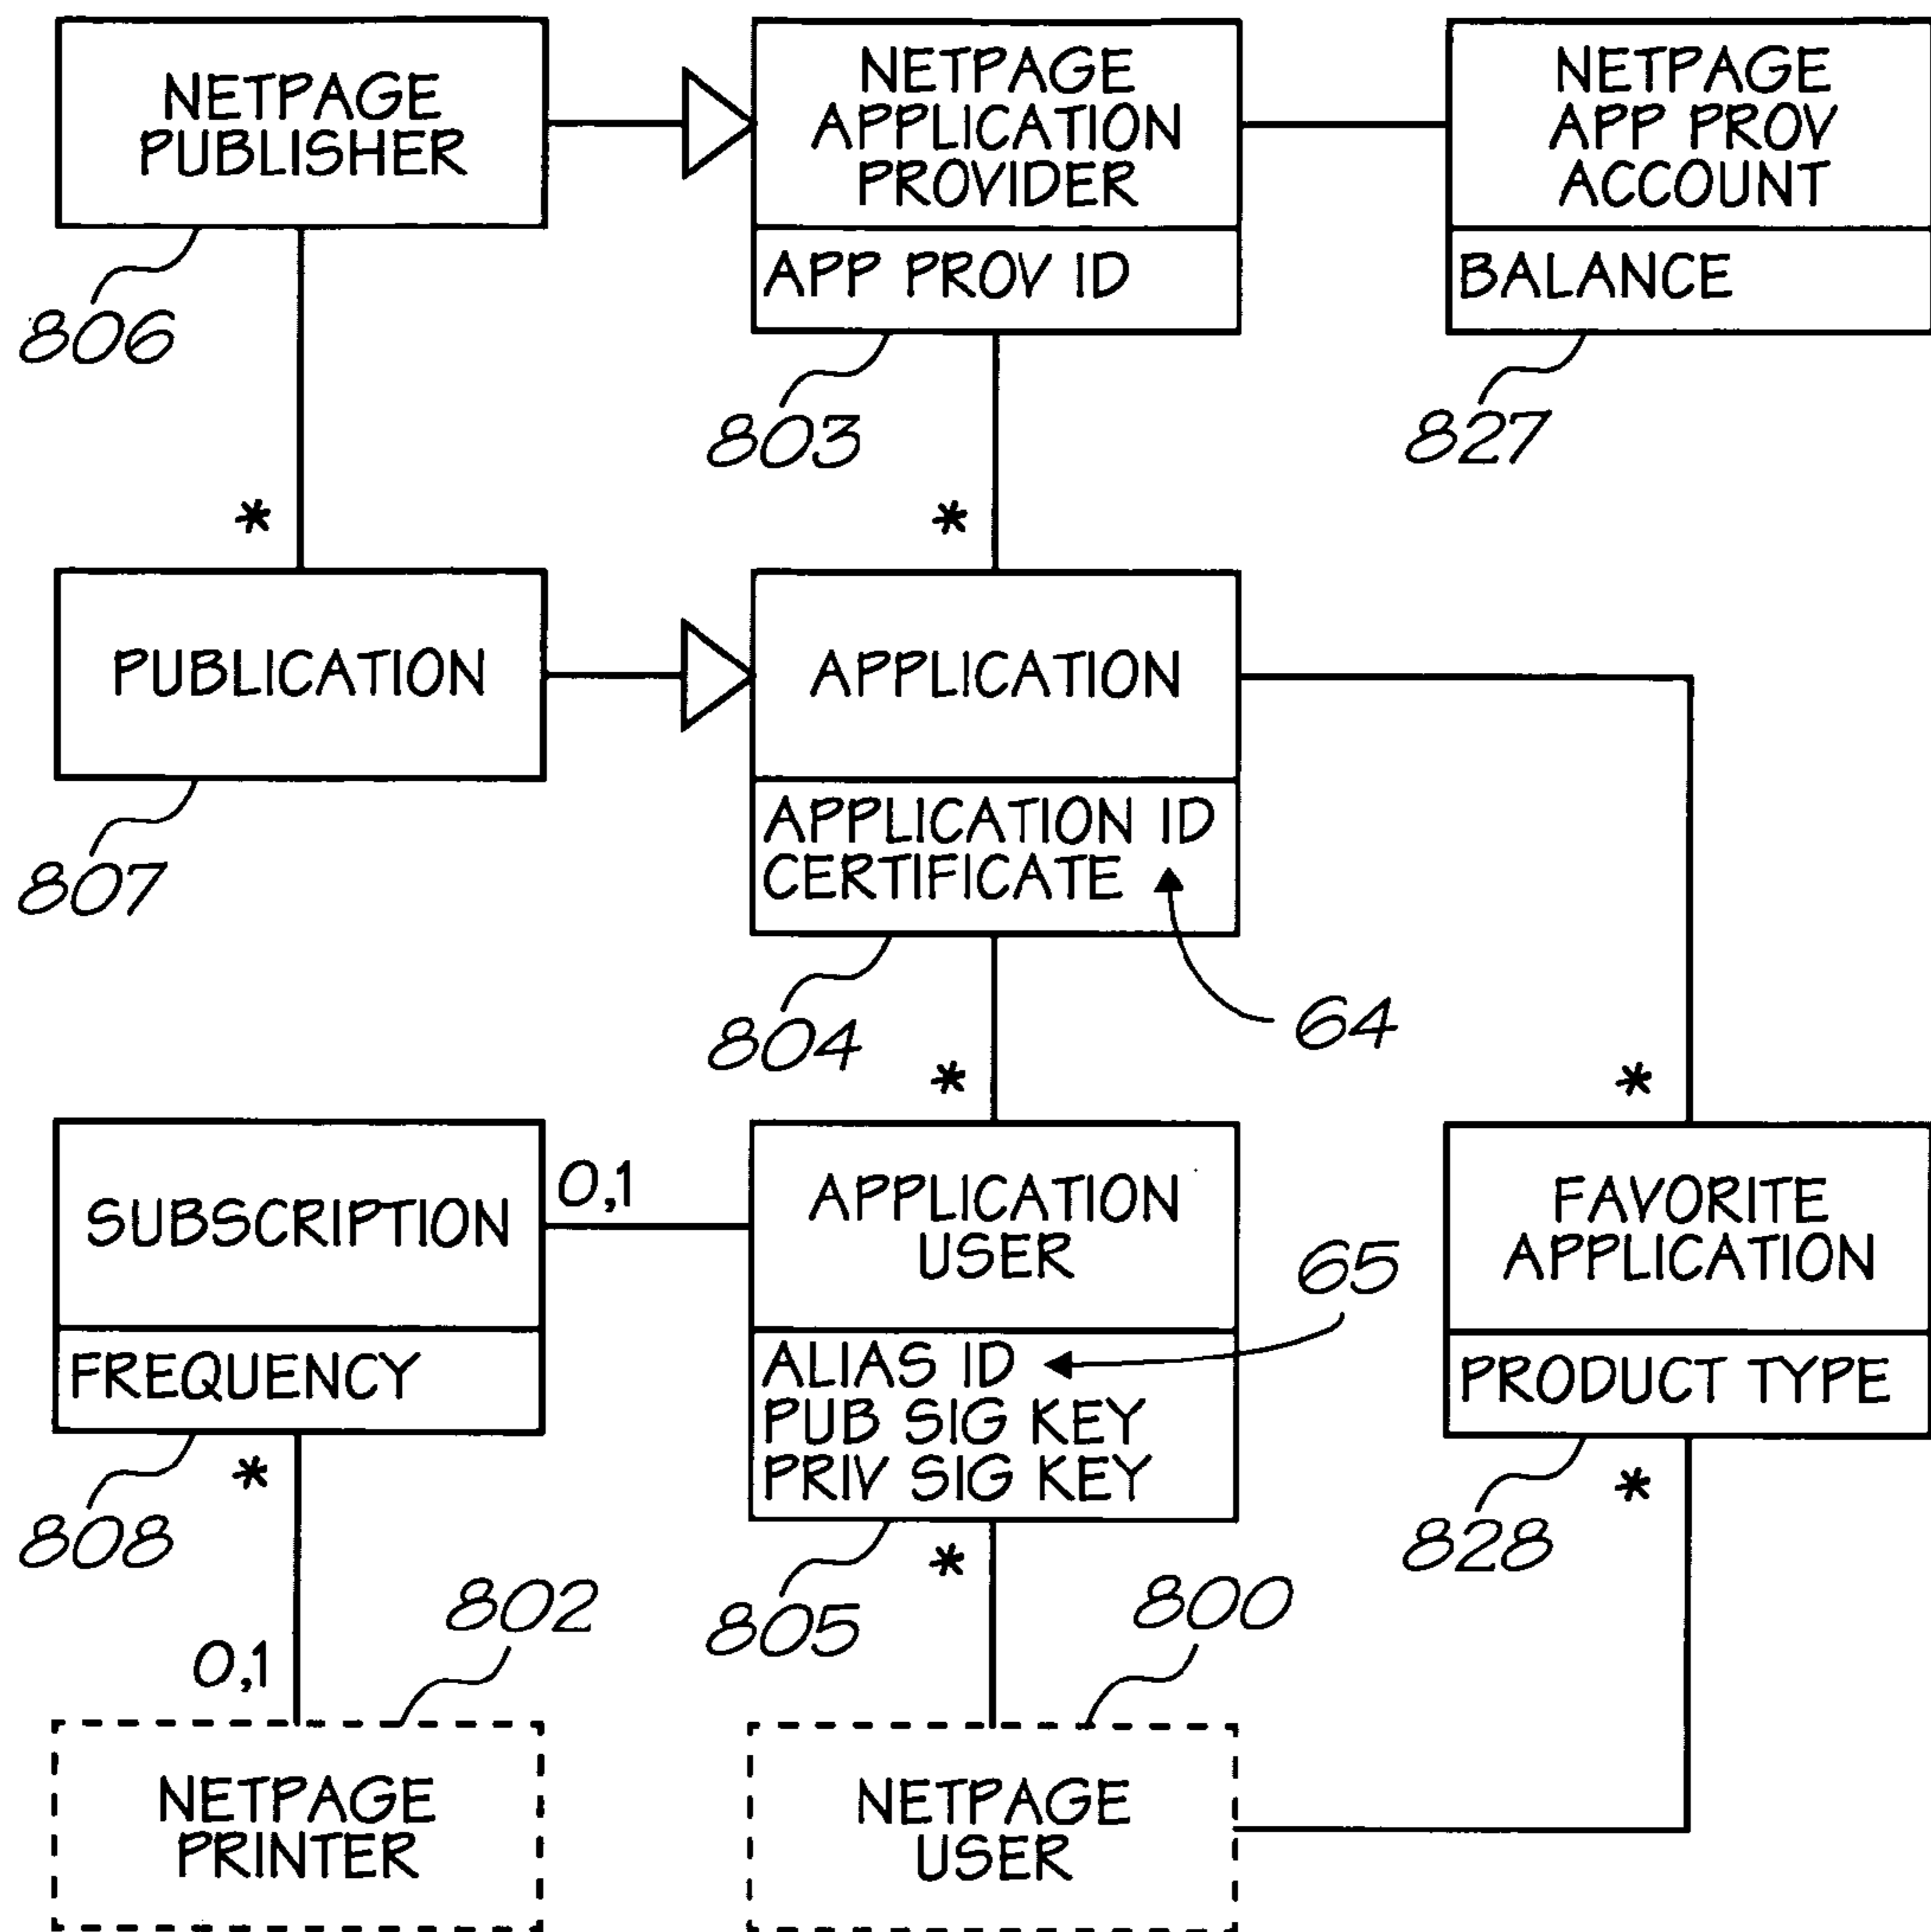 NETPAGE
PUBLISHER
806
NETPAGE
APPLICATION
PROVIDER
APP PROV ID
803
NETPAGE
APP PROV
ACCOUNT
BALANCE
827
*
*
PUBLICATION
807
APPLICATION
APPLICATION ID
CERTIFICATE
804
64
*
*
SUBSCRIPTION
0,1
FREQUENCY
808
*
APPLICATION
USER
ALIAS ID
PUB SIG KEY
PRIV SIG KEY
65
805
*
FAVORITE
APPLICATION
PRODUCT TYPE
828
*
802
0,1
NETPAGE
PRINTER
800
NETPAGE
USER